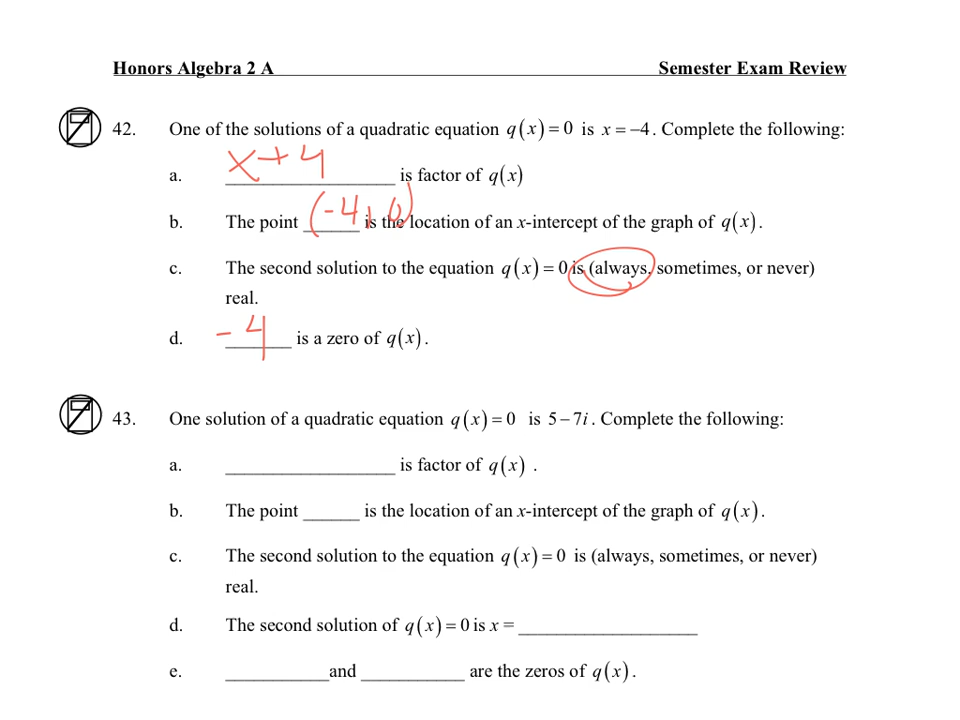 Honors Algebra 2 A Semester Exam Review
42. One of the solutions of a quadratic equation q(x) = 0 is x = −4. Complete the following:
a. x + 4 is factor of q(x)
b. The point (-4, 0) is the location of an x-intercept of the graph of q(x).
c. The second solution to the equation q(x) = 0 is (always, sometimes, or never)
real.
d. -4 is a zero of q(x).
43. One solution of a quadratic equation q(x) = 0 is 5 − 7i. Complete the following:
a. ___________________ is factor of q(x) .
b. The point ______ is the location of an x-intercept of the graph of q(x).
c. The second solution to the equation q(x) = 0 is (always, sometimes, or never)
real.
d. The second solution of q(x) = 0 is x = ____________________
e. ____________and ____________ are the zeros of q(x).